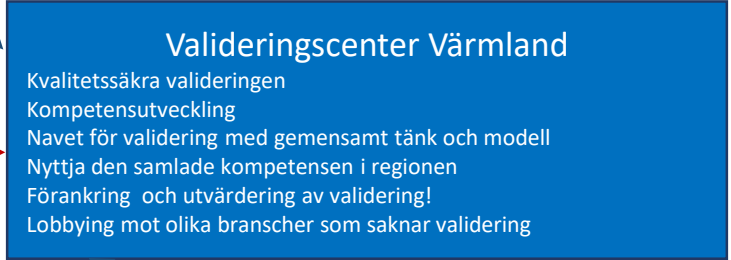 Valideringscenter Värmland
Kvalitetssäkra valideringen
Kompetensutveckling
Navet för validering med gemensamt tänk och modell
Nyttja den samlade kompetensen i regionen
Förankring och utvärdering av validering!
Lobbying mot olika branscher som saknar validering